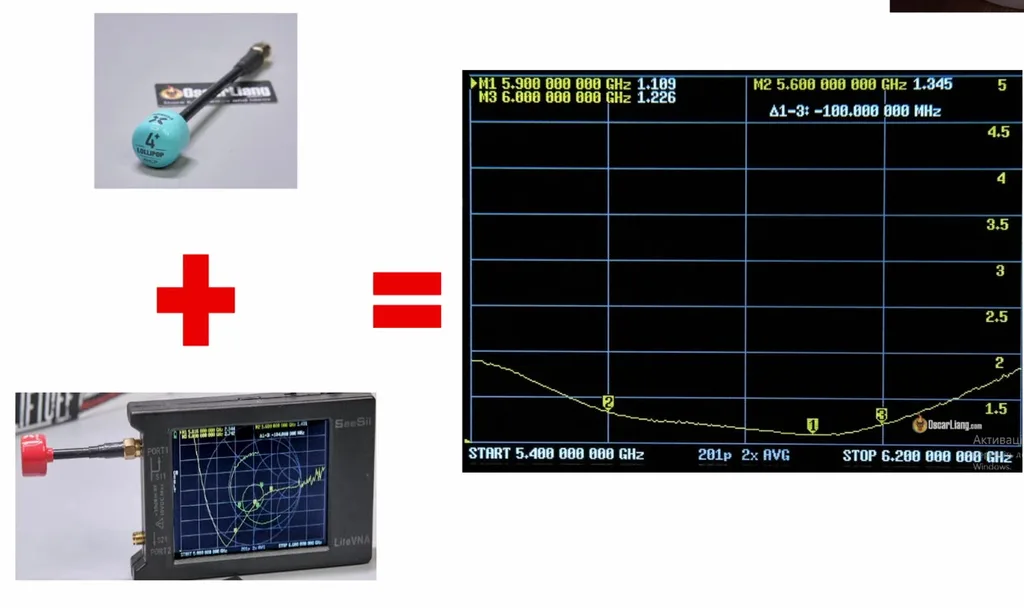 OscarLiang
4
LOLLIPOP
▶M1 5.900 000 000 GHz 1.109
M2 5.600 000 000 GHz 1.345
M3 6.000 000 000 GHz 1.226
Δ1-3: -100.000 000 MHz
5
4.5
4
3.5
3
2.5
2
1.5
2
1
3
OscarLiang.com
START 5.400 000 000 GHz
201p 2x AVG
STOP 6.200 000 000 GHz
Активац
Windows.
SeeSii
PORT1
S11
S21
PORT2
LiteVNA